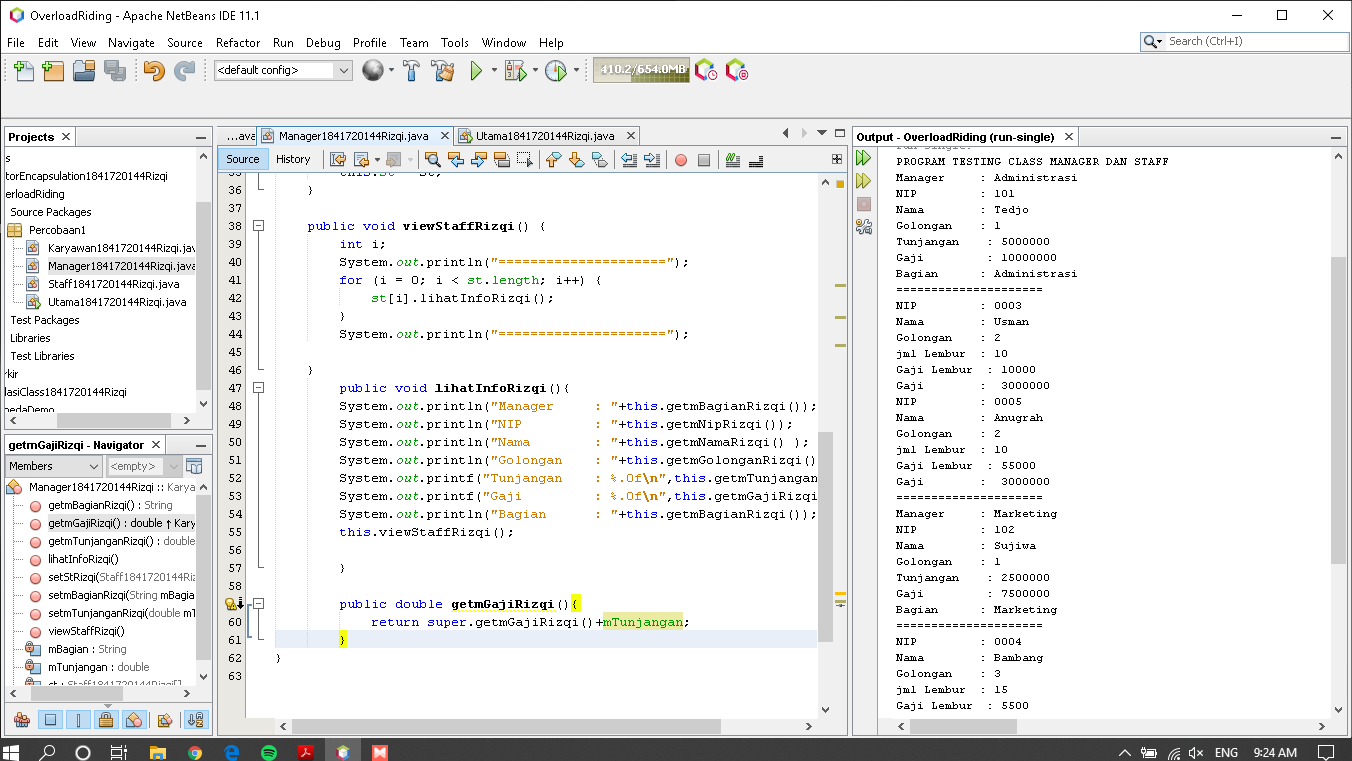 OverloadRiding - Apache NetBeans IDE 11.1
File Edit View Navigate Source Refactor Run Debug Profile Team Tools Window Help
Search (Ctrl+I)
<default config>
410.2/654.0MB
Projects
s
torEncapsulation1841720144Rizqi
erloadRiding
Source Packages
Percobaan1
Karyawan1841720144Rizqi.jav
Manager1841720144Rizqi.java
Staff1841720144Rizqi.java
Utama1841720144Rizqi.java
Test Packages
Libraries
Test Libraries
rkir
lasiClass1841720144Rizqi
getmGajiRizqi - Navigator
Members <empty>
Manager1841720144Rizqi :: Karya
getmBagianRizqi() : String
getmGajiRizqi() : double ↑ Kary
getmTunjanganRizqi() : double
lihatInfoRizqi()
setStRizqi(Staff1841720144Riz
setmBagianRizqi(String mBagia
setmTunjanganRizqi(double mT
viewStaffRizqi()
mBagian : String
mTunjangan : double
st : Staff1841720144Rizqi[]
...ava Manager1841720144Rizqi.java Utama1841720144Rizqi.java
Source History
36 }
37
38 public void viewStaffRizqi() {
39 int i;
40 System.out.println("=====================");
41 for (i = 0; i < st.length; i++) {
42 st[i].lihatInfoRizqi();
43 }
44 System.out.println("=====================");
45
46 }
47 public void lihatInfoRizqi(){
48 System.out.println("Manager : "+this.getmBagianRizqi());
49 System.out.println("NIP : "+this.getmNipRizqi());
50 System.out.println("Nama : "+this.getmNamaRizqi() );
51 System.out.println("Golongan : "+this.getmGolonganRizqi()
52 System.out.printf("Tunjangan : %.0f\n",this.getmTunjangan
53 System.out.printf("Gaji : %.0f\n",this.getmGajiRizqi
54 System.out.println("Bagian : "+this.getmBagianRizqi());
55 this.viewStaffRizqi();
56
57 }
58
public double getmGajiRizqi(){
60 return super.getmGajiRizqi()+mTunjangan;
61 }
62 }
63
Output - OverloadRiding (run-single)
PROGRAM TESTING CLASS MANAGER DAN STAFF
Manager : Administrasi
NIP : 101
Nama : Tedjo
Golongan : 1
Tunjangan : 5000000
Gaji : 10000000
Bagian : Administrasi
======================
NIP : 0003
Nama : Usman
Golongan : 2
jml Lembur : 10
Gaji Lembur : 10000
Gaji : 3000000
NIP : 0005
Nama : Anugrah
Golongan : 2
jml Lembur : 10
Gaji Lembur : 55000
Gaji : 3000000
======================
Manager : Marketing
NIP : 102
Nama : Sujiwa
Golongan : 1
Tunjangan : 2500000
Gaji : 7500000
Bagian : Marketing
======================
NIP : 0004
Nama : Bambang
Golongan : 3
jml Lembur : 15
Gaji Lembur : 5500
ENG 9:24 AM